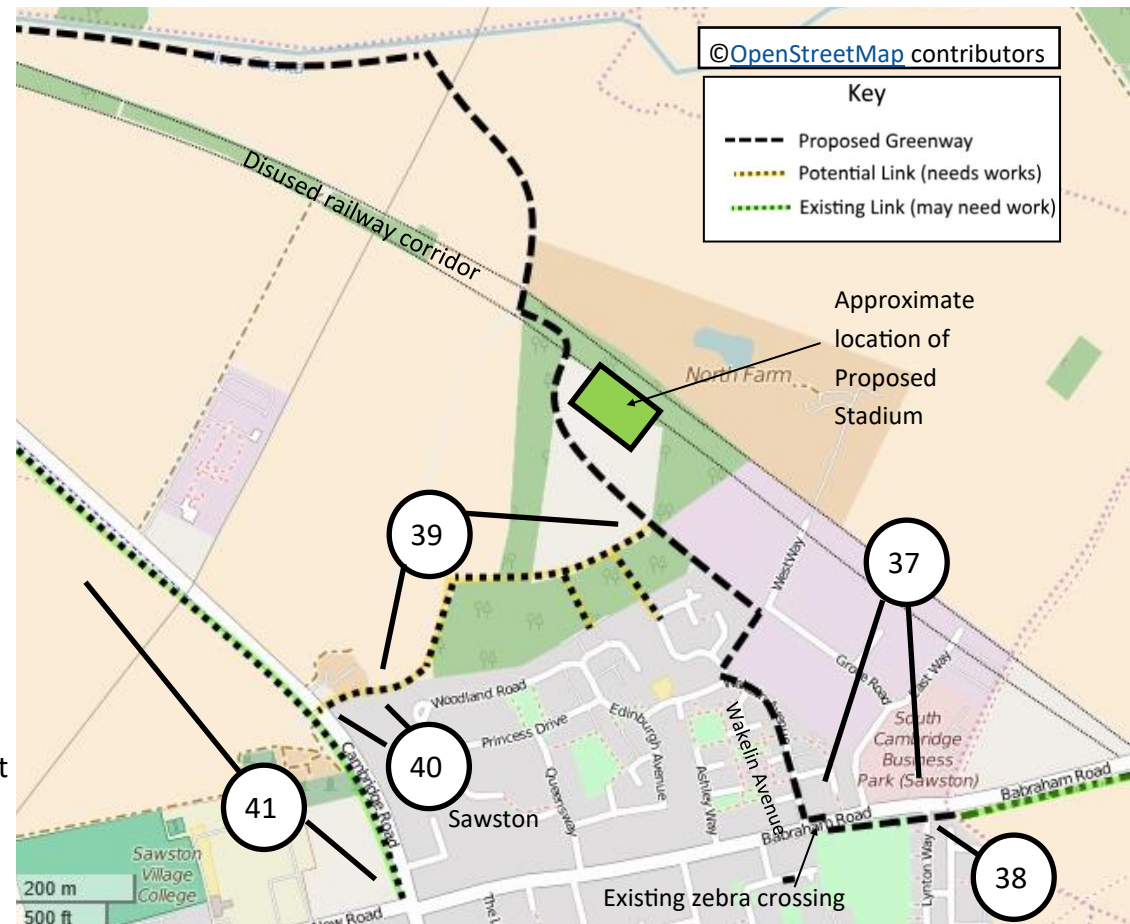 ©OpenStreetMap contributors
Key
Proposed Greenway
Potential Link (needs works)
Existing Link (may need work)
Disused railway corridor
Approximate
location of
Proposed
Stadium
North Farm
39
37
West Way
Grove Road
East Way
Woodland Road
Princess Drive
Edinburgh Avenue
Wakelin Avenue
South
Cambridge
Business
Park (Sawston)
40
Queensway
Ashley Way
Cambridge Road
41
Sawston
Babraham Road
Babraham Road
t
Sawston
Village
College
Lynton Way
38
200 m
500 ft
New Road
Existing zebra crossing